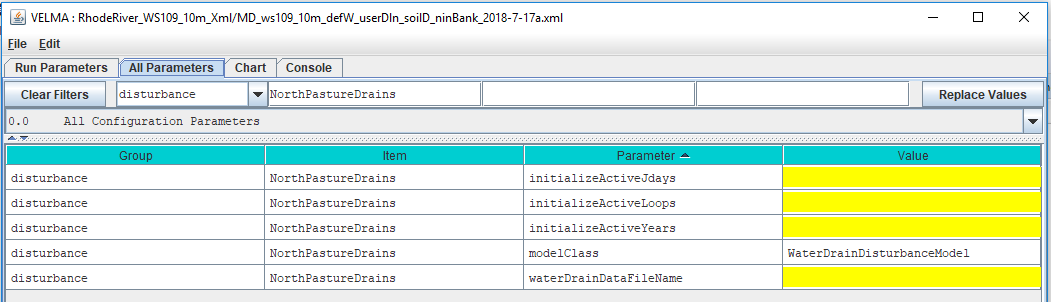 VELMA : RhodeRiver_WS109_10m_Xml/MD_ws109_10m_defW_userDIn_soilD_ninBank_2018-7-17a.xml
File Edit
Run Parameters All Parameters Chart Console
Clear Filters disturbance NorthPastureDrains Replace Values
0.0 All Configuration Parameters
Group Item Parameter Value
disturbance NorthPastureDrains initializeActiveJdays
disturbance NorthPastureDrains initializeActiveLoops
disturbance NorthPastureDrains initializeActiveYears
disturbance NorthPastureDrains modelClass WaterDrainDisturbanceModel
disturbance NorthPastureDrains waterDrainDataFileName